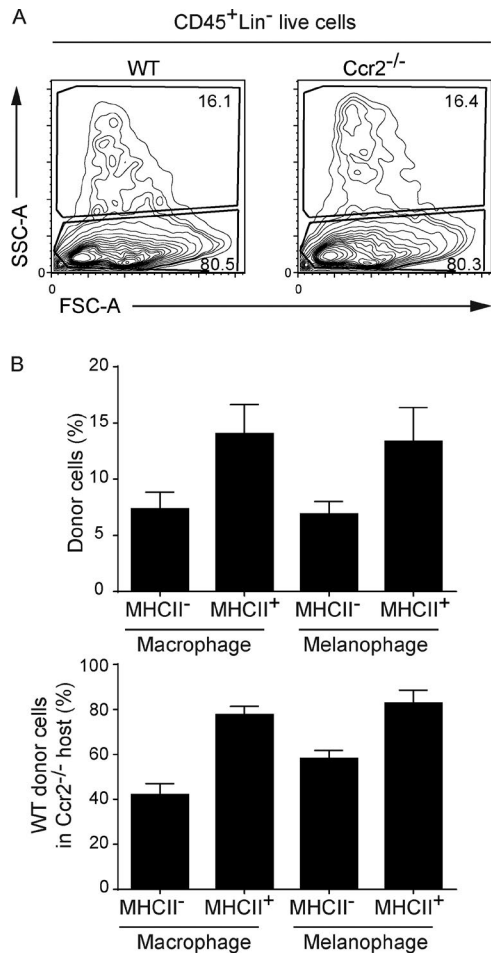 A
CD45⁺Lin⁻ live cells
WT
Ccr2⁻/⁻
16.1
16.4
SSC-A
80.5
80.3
0
0
0
0
FSC-A
B
20
15
10
5
0
Donor cells (%)
MHCII⁻
MHCII⁺
MHCII⁻
MHCII⁺
Macrophage
Melanophage
100
80
60
40
20
0
WT donor cells
in Ccr2⁻/⁻ host (%)
MHCII⁻
MHCII⁺
MHCII⁻
MHCII⁺
Macrophage
Melanophage